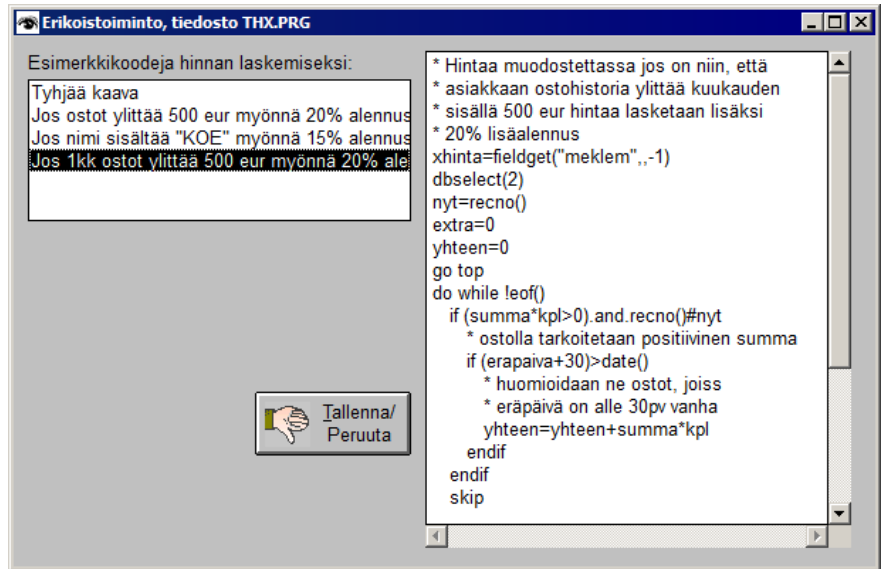 Erikoistoiminto, tiedosto THX.PRG
Esimerkkikoodeja hinnan laskemiseksi:
Tyhjää kaava
Jos ostot ylittää 500 eur myönnä 20% alennus
Jos nimi sisältää "KOE" myönnä 15% alennus
Jos 1kk ostot ylittää 500 eur myönnä 20% ale
Tallenna/
Peruuta
* Hintaa muodostettassa jos on niin, että
* asiakkaan ostohistoria ylittää kuukauden
* sisällä 500 eur hintaa lasketaan lisäksi
* 20% lisäalennus
xhinta=fieldget("meklem",,-1)
dbselect(2)
nyt=recno()
extra=0
yhteen=0
go top
do while !eof()
if (summa*kpl>0).and.recno()#nyt
* ostolla tarkoitetaan positiivinen summa
if (erapaiva+30)>date()
* huomioidaan ne ostot, joiss
* eräpäivä on alle 30pv vanha
yhteen=yhteen+summa*kpl
endif
endif
skip